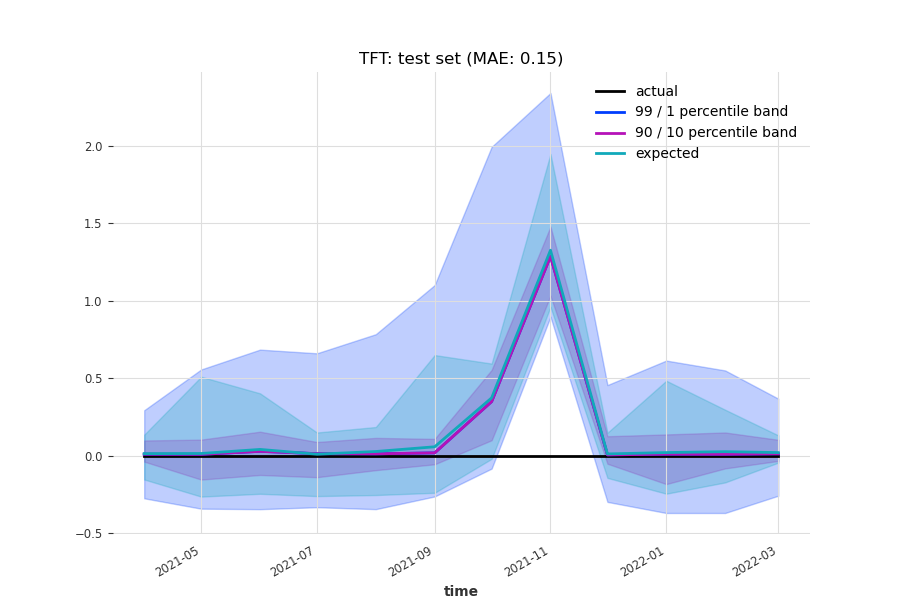 TFT: test set (MAE: 0.15)
actual
99 / 1 percentile band
90 / 10 percentile band
expected
2.0
1.5
1.0
0.5
0.0
−0.5
2021-05
2021-07
2021-09
2021-11
2022-01
2022-03
time